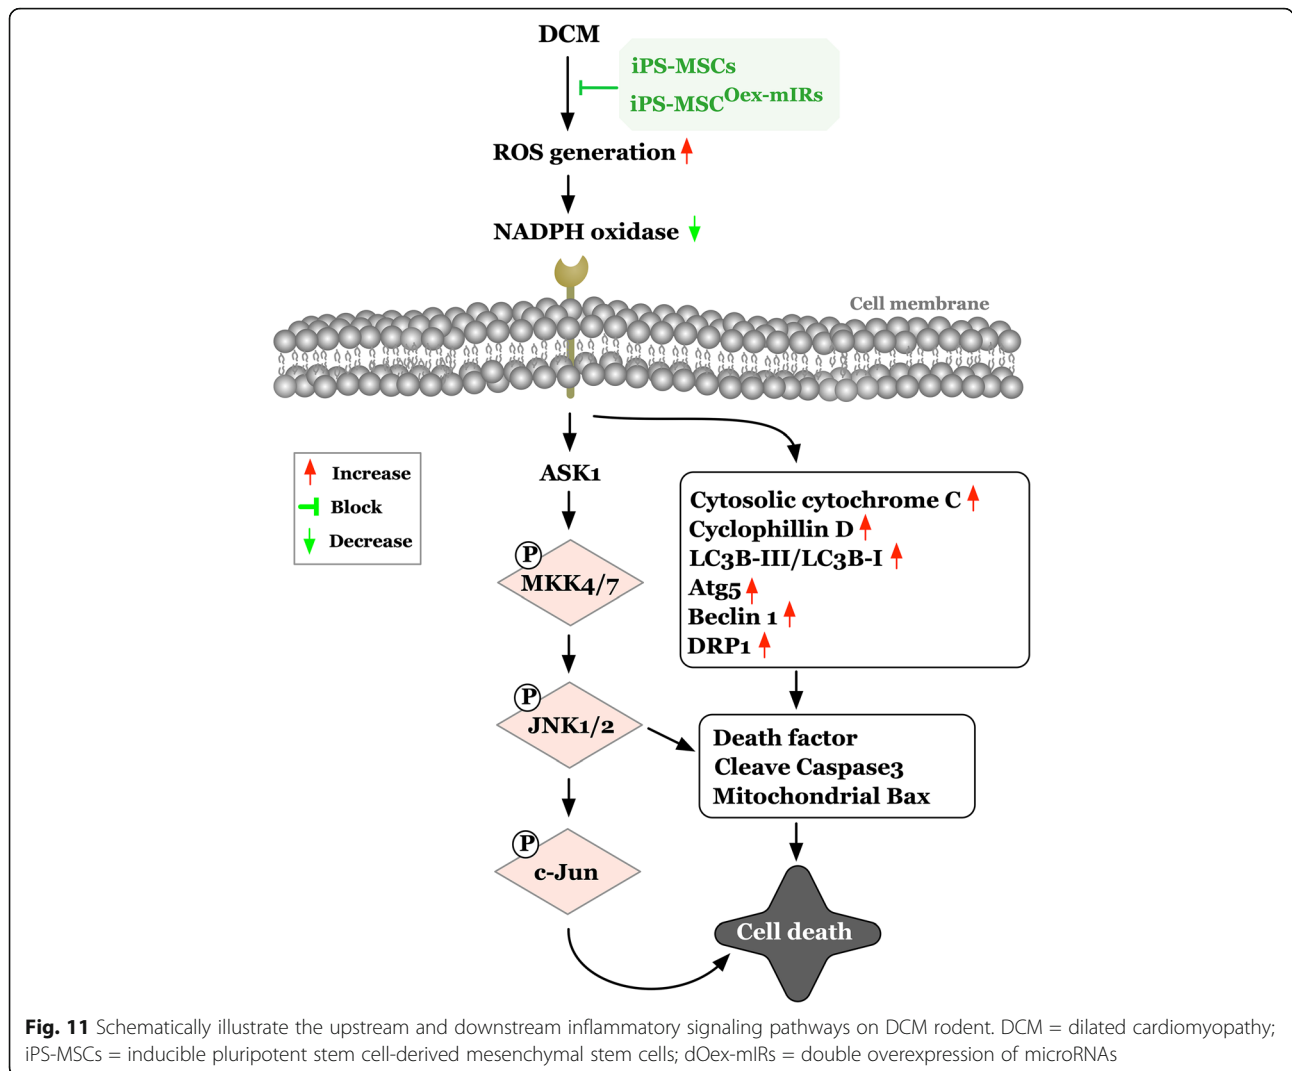 DCM
iPS-MSCs
iPS-MSC^Oex-mIRs
ROS generation
NADPH oxidase
Cell membrane
ASK1
Increase
Block
Decrease
Cytosolic cytochrome C
Cyclophillin D
LC3B-III/LC3B-I
Atg5
Beclin 1
DRP1
P
MKK4/7
P
JNK1/2
Death factor
Cleave Caspase3
Mitochondrial Bax
P
c-Jun
Cell death
Fig. 11 Schematically illustrate the upstream and downstream inflammatory signaling pathways on DCM rodent. DCM = dilated cardiomyopathy;
iPS-MSCs = inducible pluripotent stem cell-derived mesenchymal stem cells; dOex-mIRs = double overexpression of microRNAs